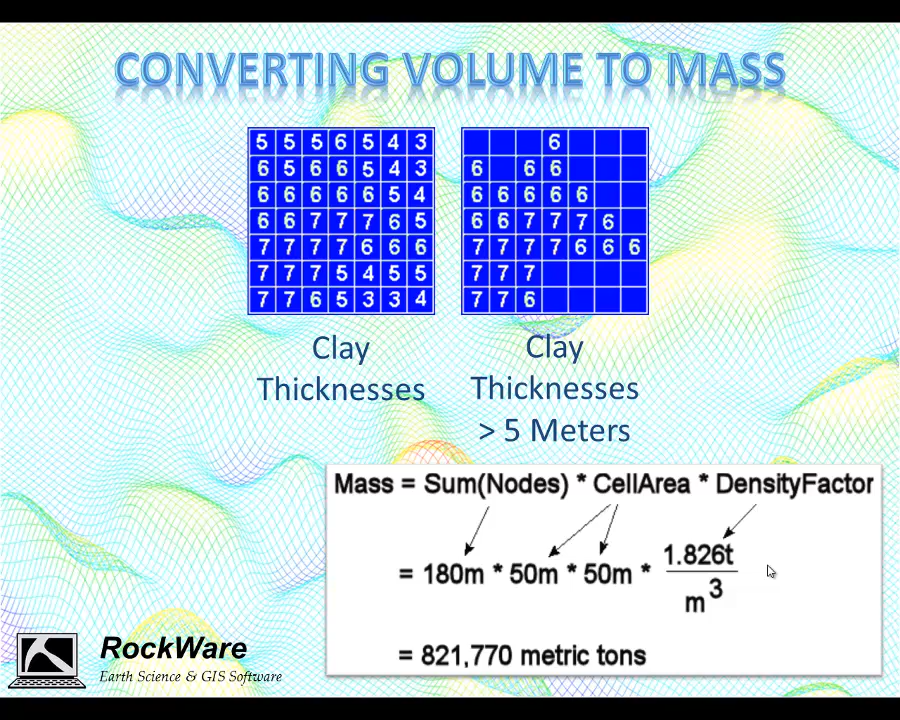 CONVERTING VOLUME TO MASS
5 5 5 6 5 4 3
6 5 6 6 5 4 3
6 6 6 6 6 5 4
6 6 7 7 7 6 5
7 7 7 7 6 6 6
7 7 7 5 4 5 5
7 7 6 5 3 3 4
6
6 6 6
6 6 6 6 6
6 6 7 7 7 6
7 7 7 7 6 6 6
7 7 7
7 7 6
Clay
Thicknesses
Clay
Thicknesses
> 5 Meters
Mass = Sum(Nodes) * CellArea * DensityFactor
= 180m * 50m * 50m * 1.826t
m 3
= 821,770 metric tons
RockWare
Earth Science & GIS Software